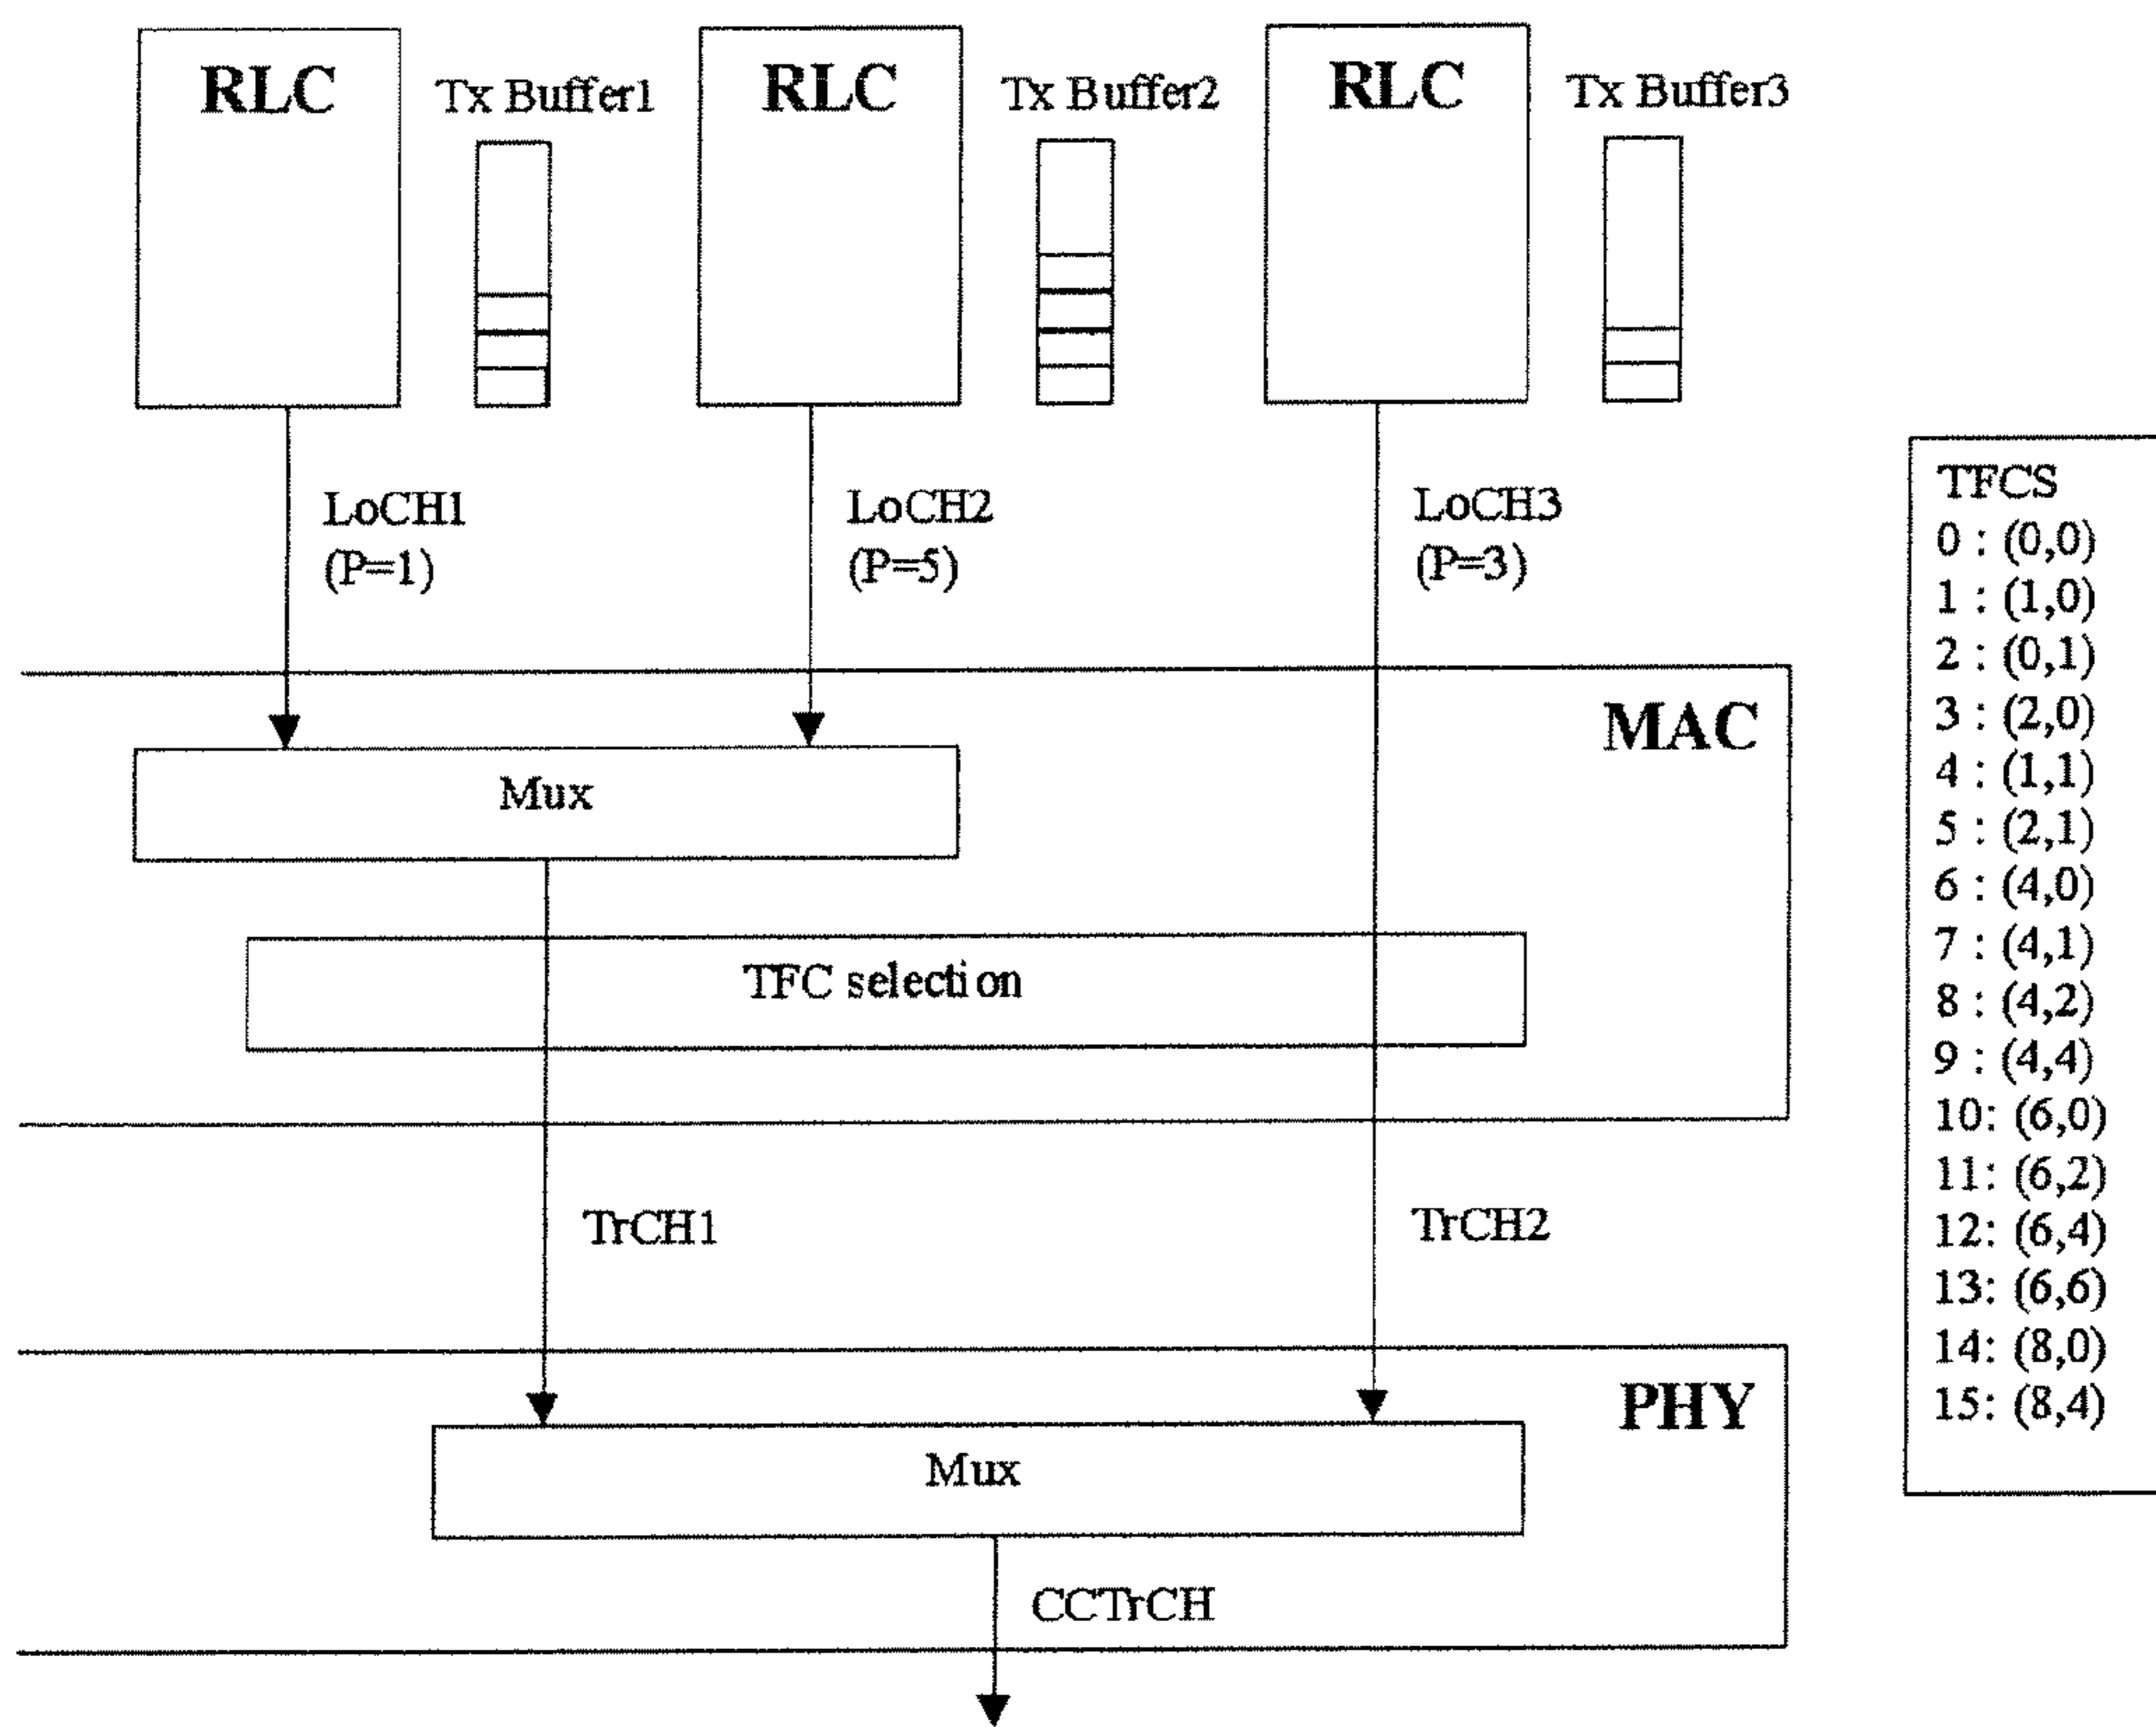 RLC
Tx Buffer1
RLC
Tx Buffer2
RLC
Tx Buffer3
LoCH1
(P=1)
LoCH2
(P=5)
LoCH3
(P=3)
MAC
Mux
TFC selection
TrCH1
TrCH2
PHY
Mux
CCTrCH
TFCS
0 : (0,0)
1 : (1,0)
2 : (0,1)
3 : (2,0)
4 : (1,1)
5 : (2,1)
6 : (4,0)
7 : (4,1)
8 : (4,2)
9 : (4,4)
10: (6,0)
11: (6,2)
12: (6,4)
13: (6,6)
14: (8,0)
15: (8,4)